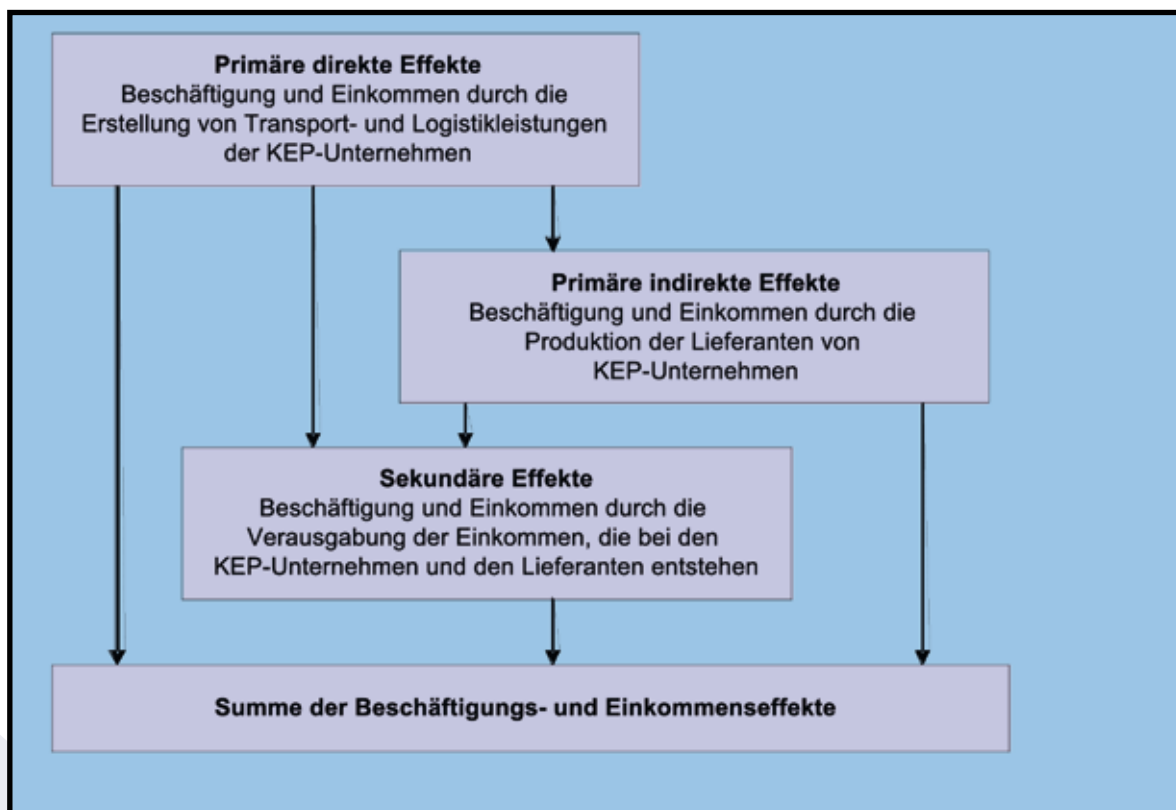 Primäre direkte Effekte
Beschäftigung und Einkommen durch die
Erstellung von Transport- und Logistikleistungen
der KEP-Unternehmen
Primäre indirekte Effekte
Beschäftigung und Einkommen durch die
Produktion der Lieferanten von
KEP-Unternehmen
Sekundäre Effekte
Beschäftigung und Einkommen durch die
Verausgabung der Einkommen, die bei den
KEP-Unternehmen und den Lieferanten entstehen
Summe der Beschäftigungs- und Einkommenseffekte